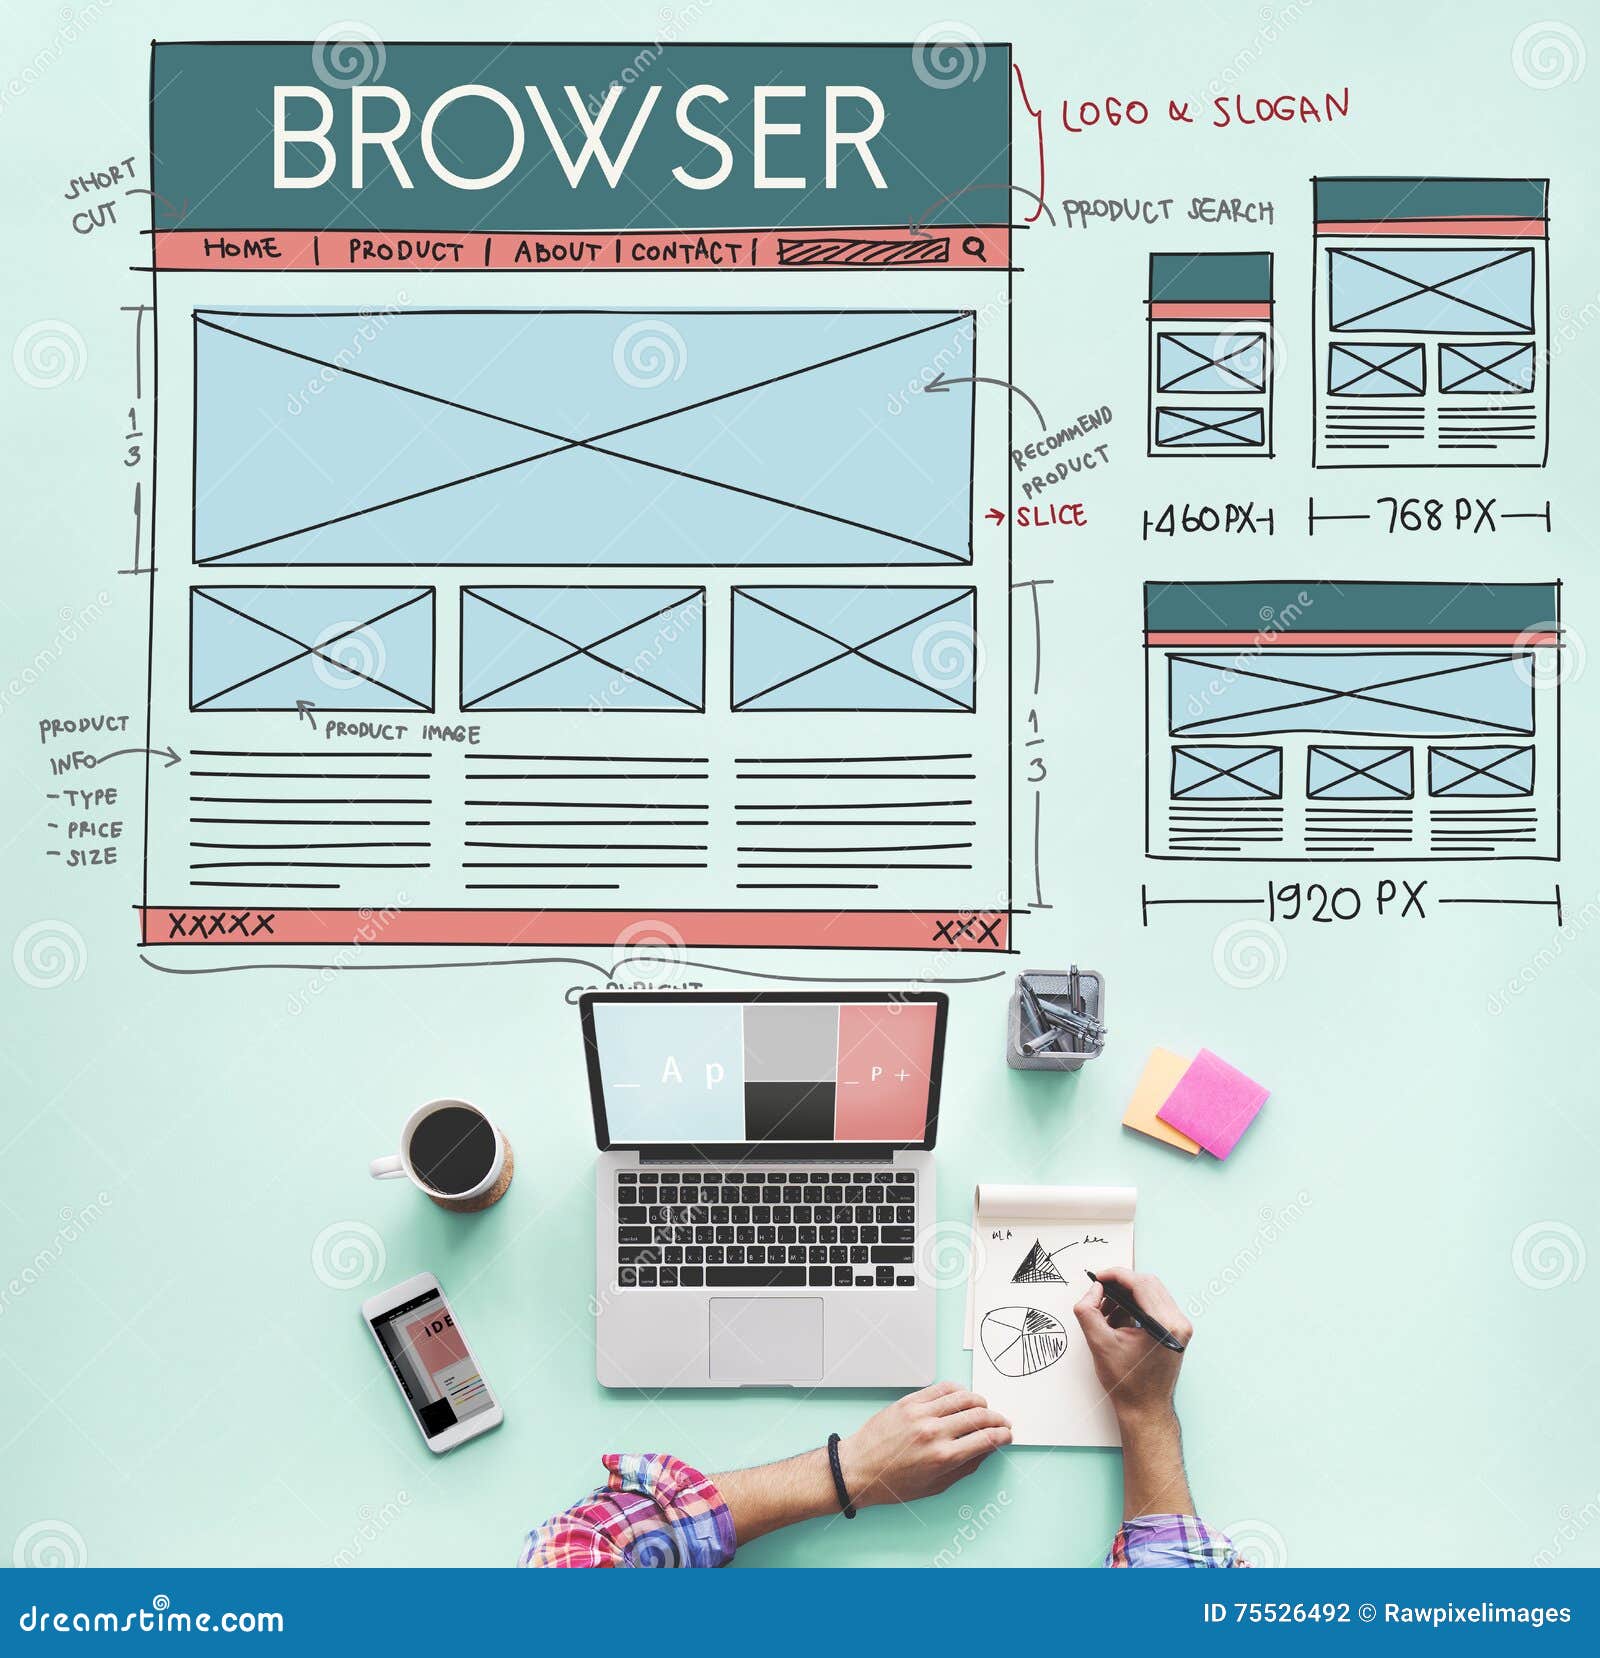 BROWSER
LOGO & SLOGAN
SHORT
CUT
PRODUCT SEARCH
HOME | PRODUCT | ABOUT | CONTACT |
1
3
RECOMMEND
PRODUCT
→ SLICE
460 PX
768 PX
PRODUCT IMAGE
PRODUCT
INFO
- TYPE
- PRICE
- SIZE
1
3
1920 PX
XXXXX
XXX
COPYRIGHT
_ A p
_ P +
IDE
dreamstime
dreamstime.com
ID 75526492 © Rawpixelimages